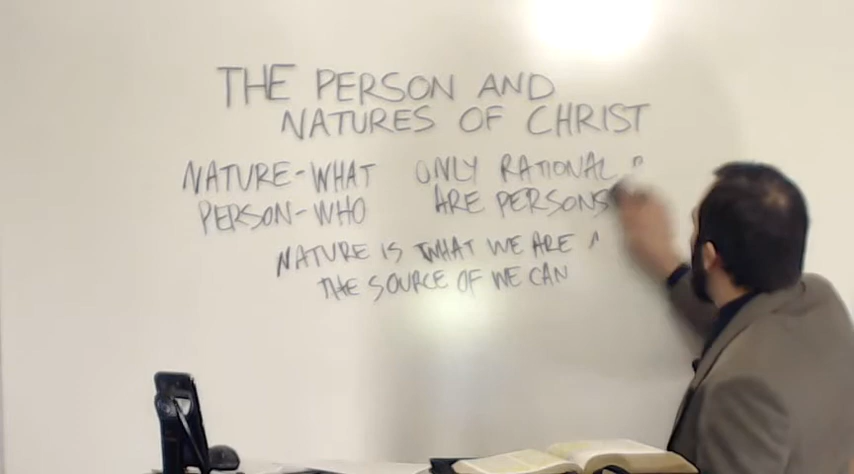 THE PERSON AND
NATURES OF CHRIST
NATURE-WHAT
PERSON-WHO
ONLY RATIONAL
ARE PERSONS
NATURE IS WHAT WE ARE
THE SOURCE OF WE CAN